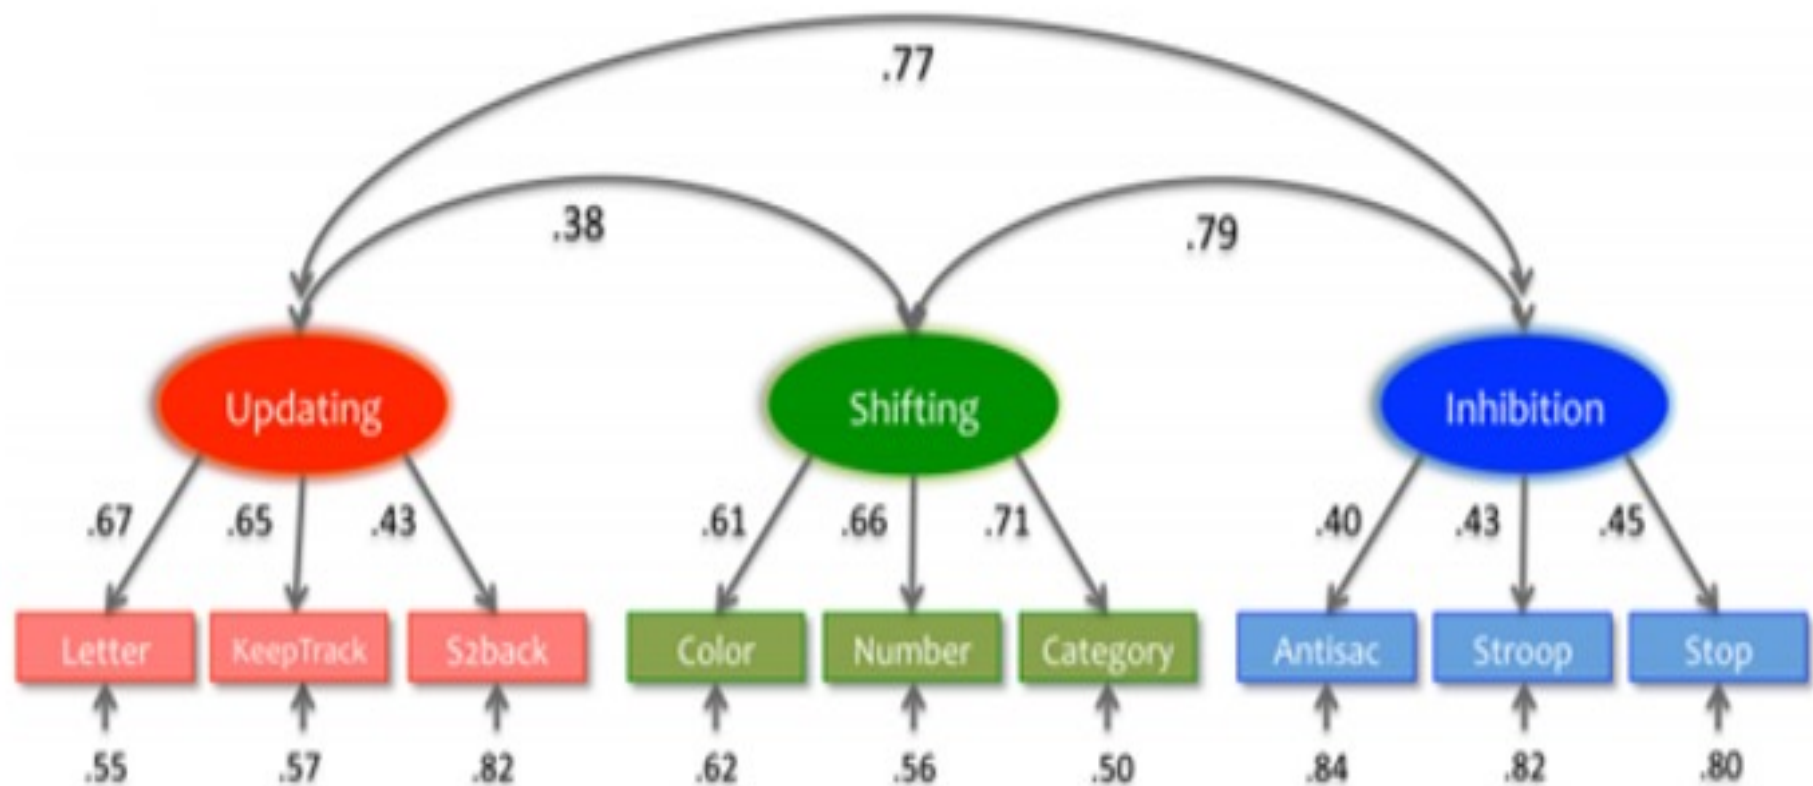 .77
.38 .79
Updating Shifting Inhibition
.67 .65 .43 .61 .66 .71 .40 .43 .45
Letter KeepTrack S2back Color Number Category Antisac Stroop Stop
.55 .57 .82 .62 .56 .50 .84 .82 .80